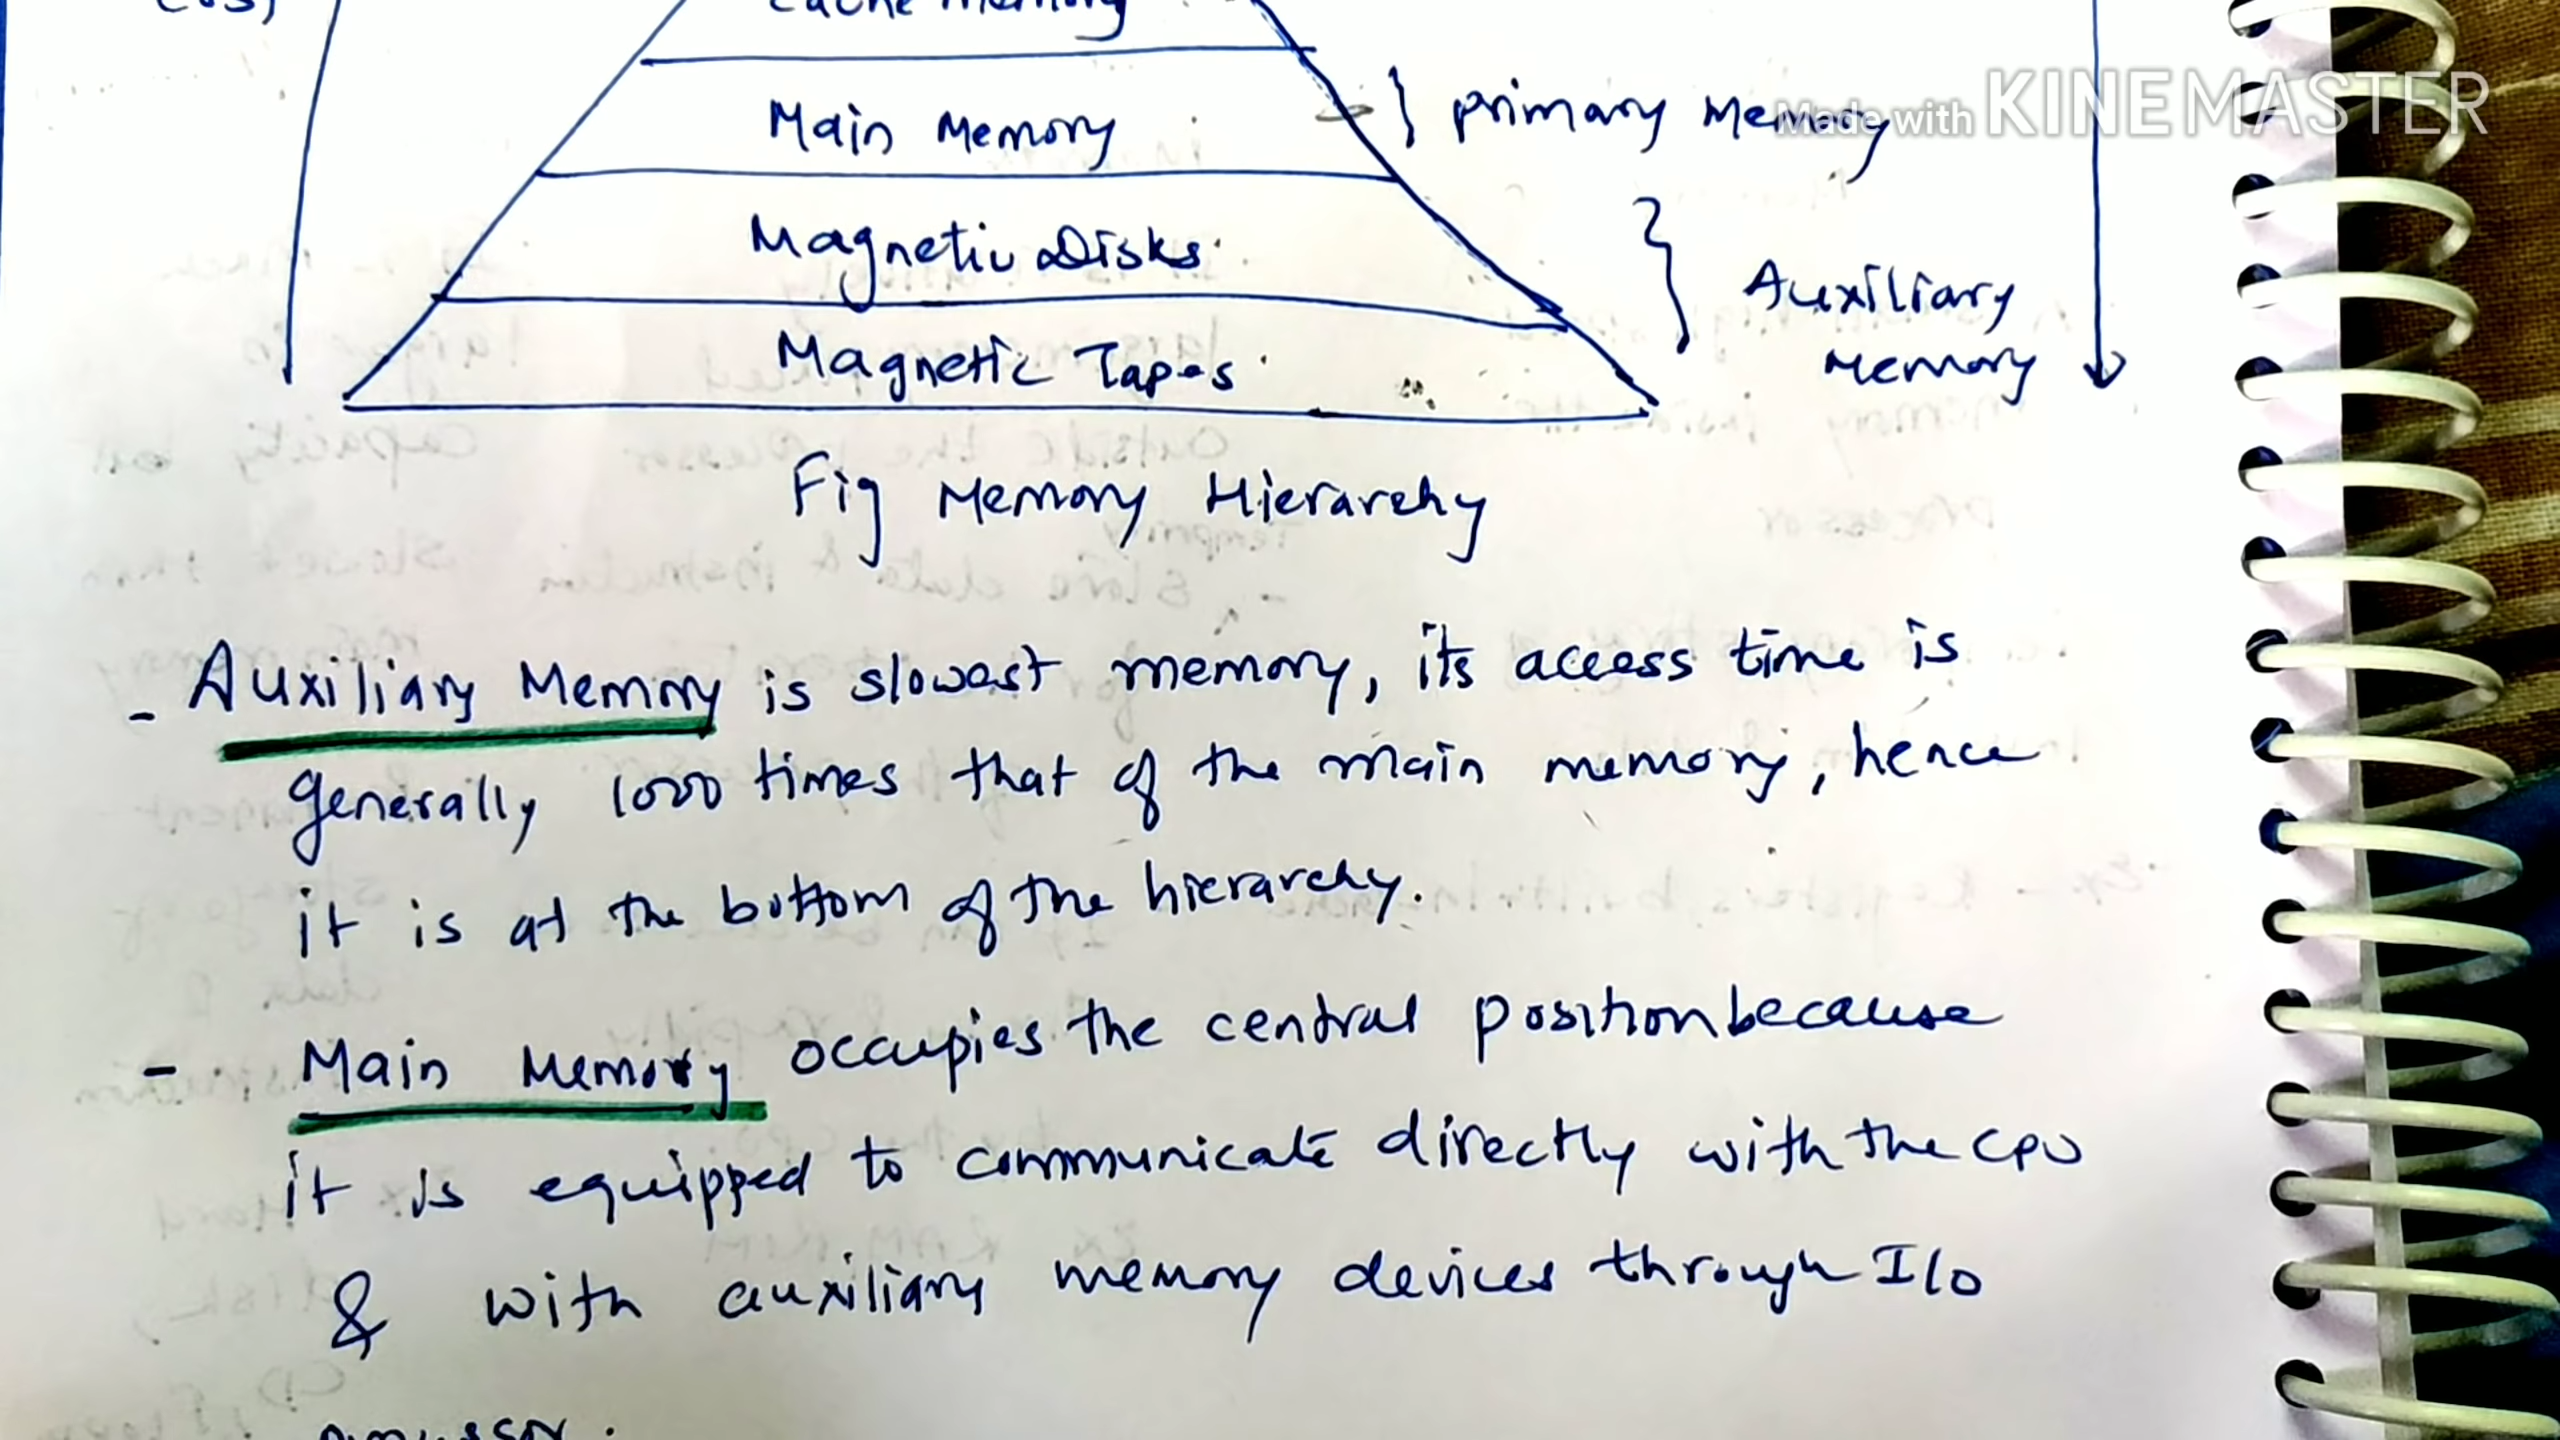 Cache Memory
Main Memory
} Primary Memory
Made with KINEMASTER
Magnetic Disks
Magnetic Tapes
} Auxiliary
Memory
Fig Memory Hierarchy
- Auxiliary Memory is slowest memory, its access time is
generally 1000 times that of the main memory, hence
it is at the bottom of the hierarchy.
- Main Memory occupies the central position because
it is equipped to communicate directly with the CPU
& with auxiliary memory devices through I/O